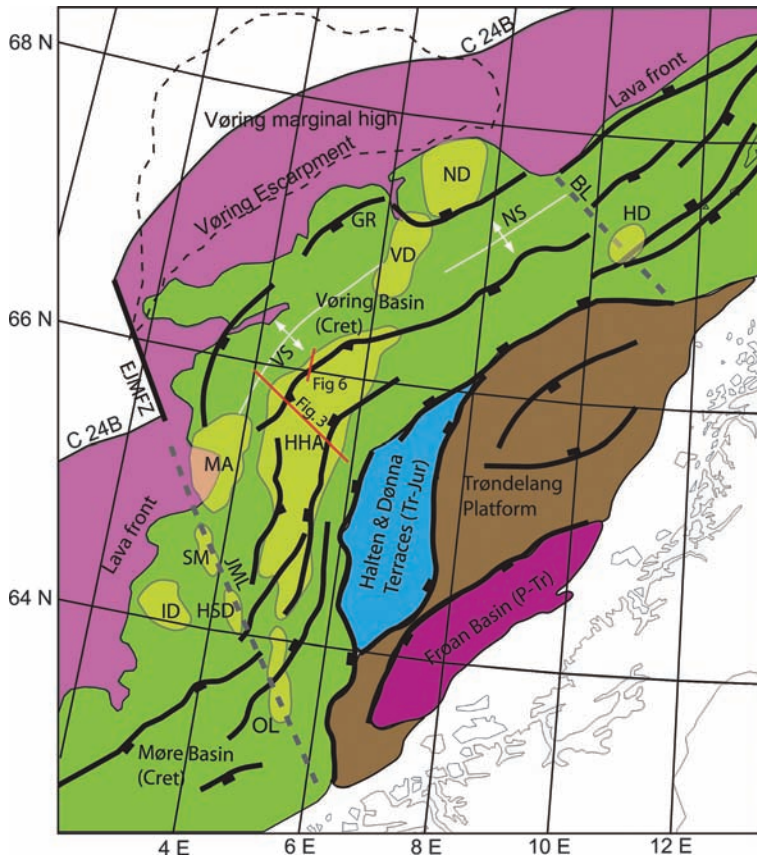 68 N
C 24B
Lava front
Vøring marginal high
Vøring Escarpment
ND
BL
NS
HD
GR
VD
Vøring Basin
(Cret)
66 N
VS
EJMFZ
Fig 6
Fig. 3
C 24B
HHA
MA
Halten & Dønna
Terraces (Tr-Jur)
Trøndelang
Platform
Lava front
SM
JML
64 N
ID
HSD
Frøan Basin (P-Tr)
OL
Møre Basin
(Cret)
4 E
6 E
8 E
10 E
12 E